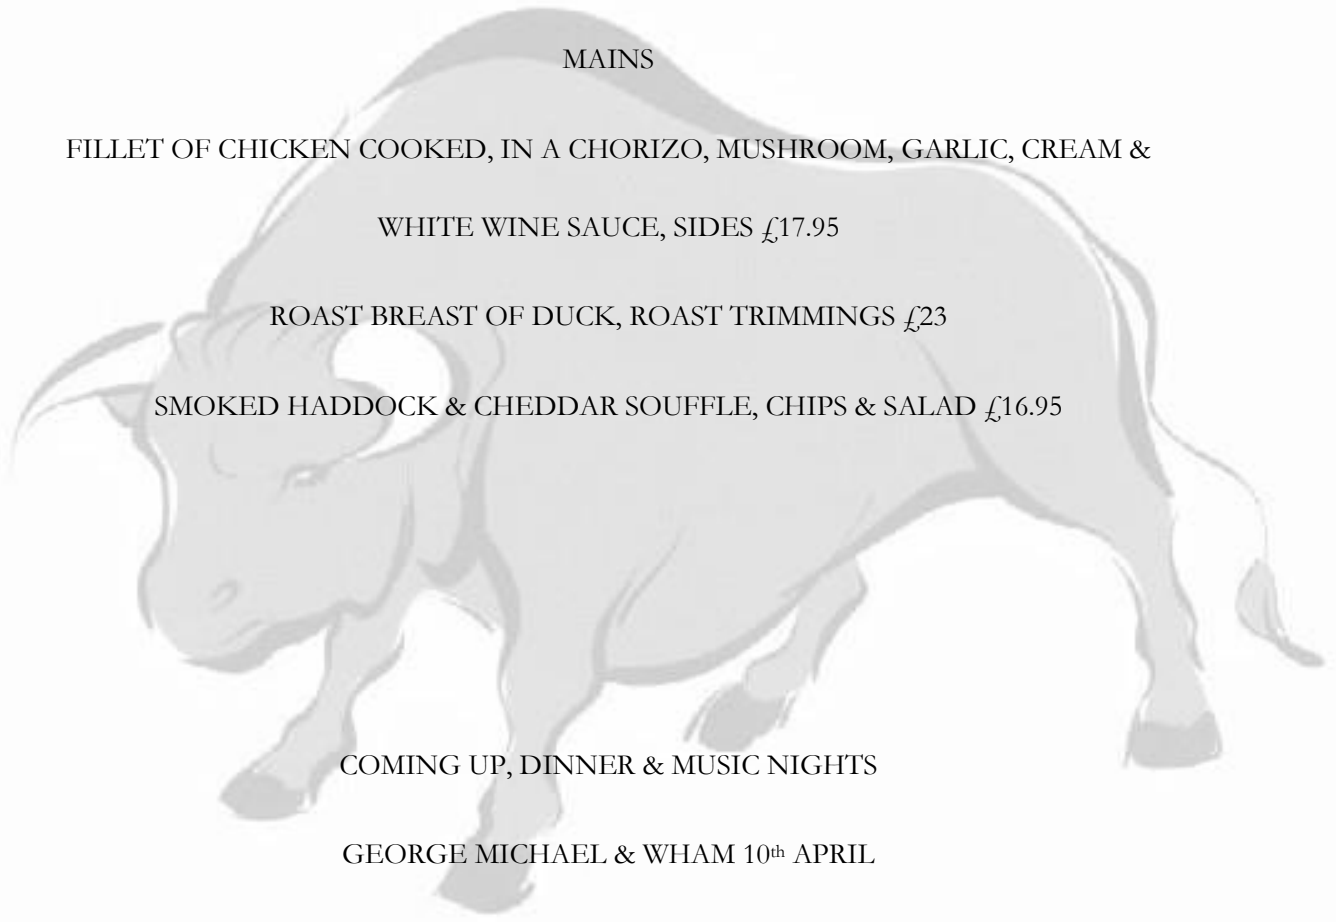 MAINS
FILLET OF CHICKEN COOKED, IN A CHORIZO, MUSHROOM, GARLIC, CREAM &
WHITE WINE SAUCE, SIDES £17.95
ROAST BREAST OF DUCK, ROAST TRIMMINGS £23
SMOKED HADDOCK & CHEDDAR SOUFFLE, CHIPS & SALAD £16.95
COMING UP, DINNER & MUSIC NIGHTS
GEORGE MICHAEL & WHAM 10th APRIL